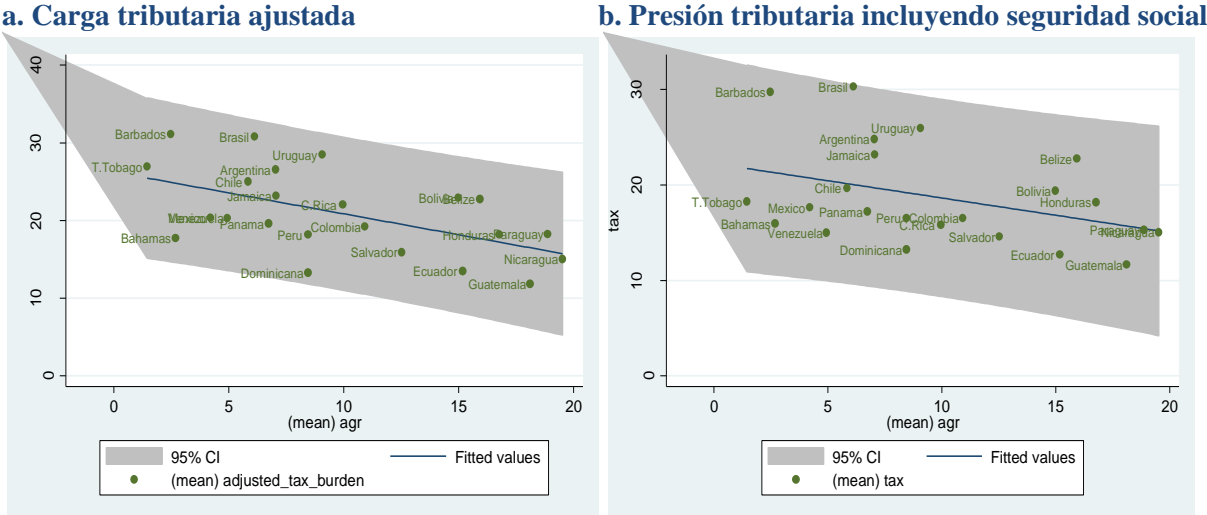 a. Carga tributaria ajustada
40
30
20
10
0
Barbados
Brasil
Uruguay
T.Tobago
Argentina
Chile
Jamaica
C.Rica
Bolivia
Belize
Mexico
Venezuela
Panama
Colombia
Peru
Honduras
Paraguay
Bahamas
Salvador
Nicaragua
Dominicana
Ecuador
Guatemala
0 5 10 15 20
(mean) agr
95% CI
Fitted values
(mean) adjusted_tax_burden
b. Presión tributaria incluyendo seguridad social
tax
30
20
10
0
Barbados
Brasil
Uruguay
Argentina
Jamaica
Belize
Chile
Bolivia
T.Tobago
Mexico
Honduras
Panama
Peru
Colombia
Bahamas
C.Rica
Venezuela
Paraguay
Nicaragua
Salvador
Dominicana
Ecuador
Guatemala
0 5 10 15 20
(mean) agr
95% CI
Fitted values
(mean) tax